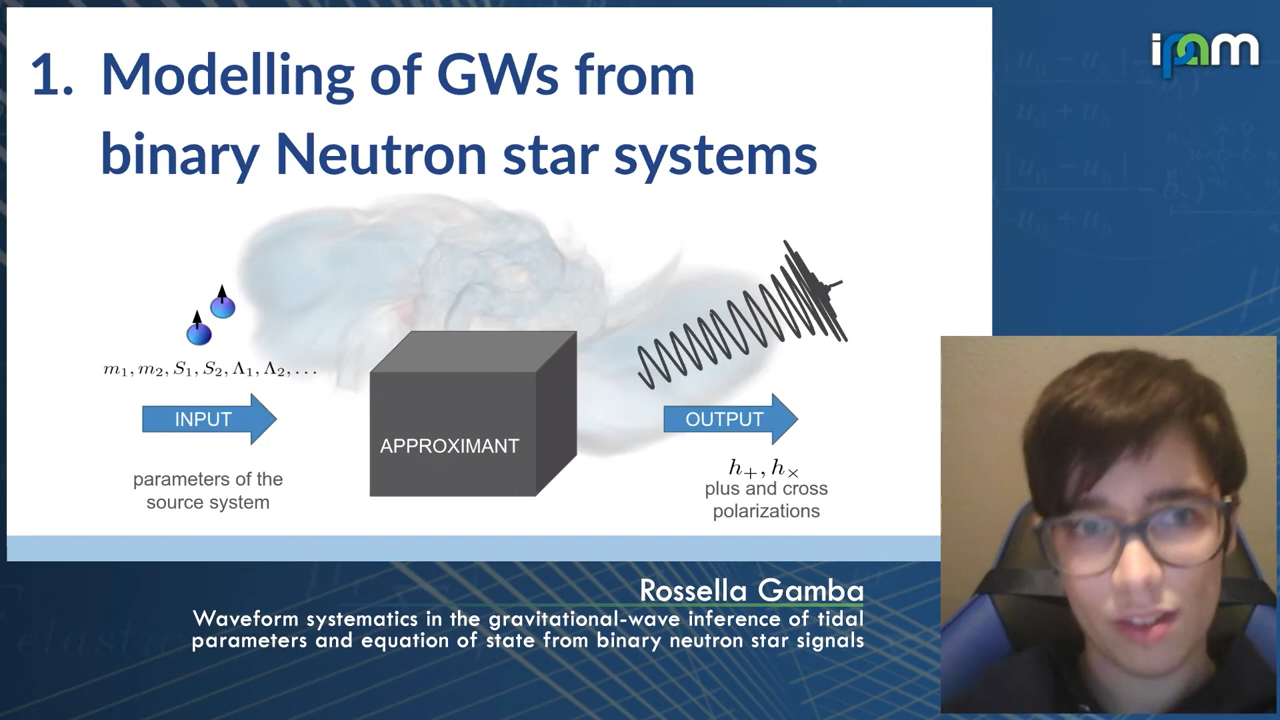 1. Modelling of GWs from
binary Neutron star systems
ipam
m₁, m₂, S₁, S₂, Λ₁, Λ₂, . . .
INPUT
parameters of the
source system
APPROXIMANT
OUTPUT
h₊, hₓ
plus and cross
polarizations
Rossella Gamba
Waveform systematics in the gravitational-wave inference of tidal
parameters and equation of state from binary neutron star signals